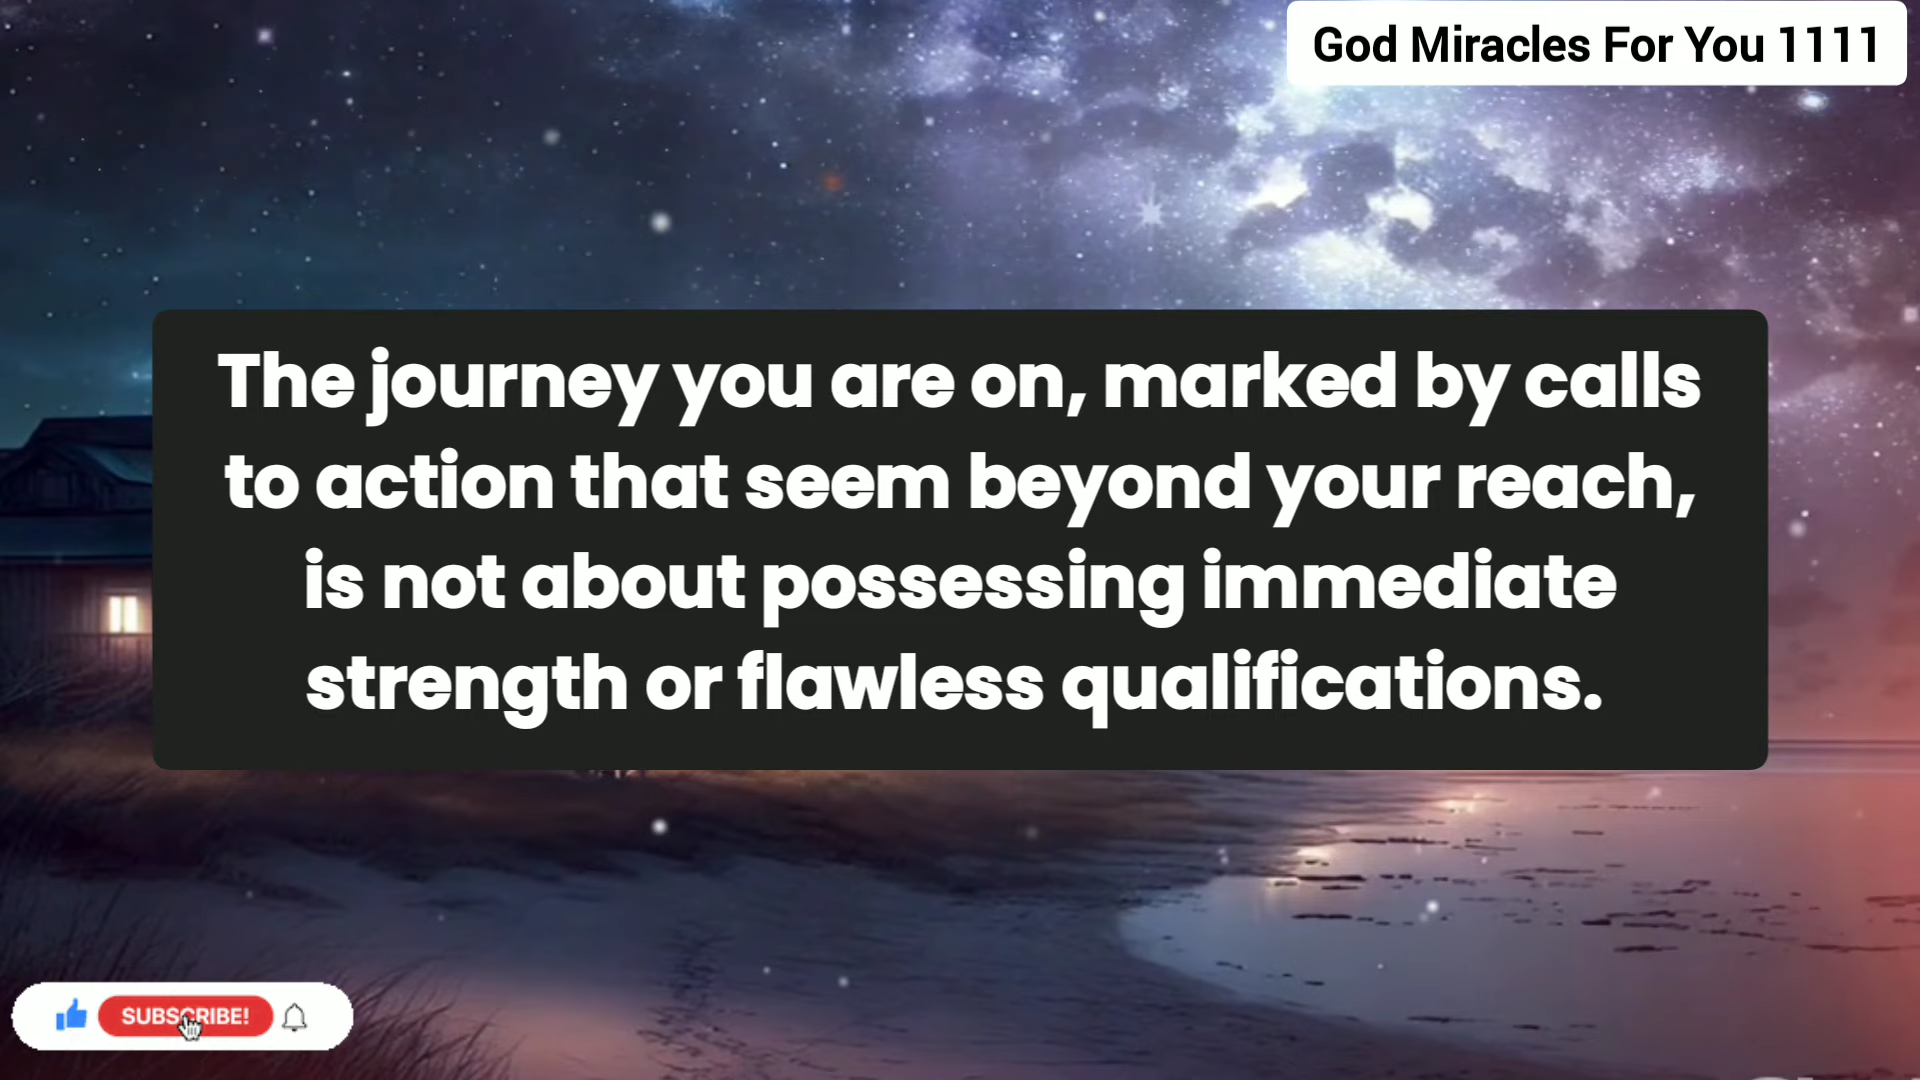 God Miracles For You 1111
The journey you are on, marked by calls
to action that seem beyond your reach,
is not about possessing immediate
strength or flawless qualifications.
SUBSCRIBE!